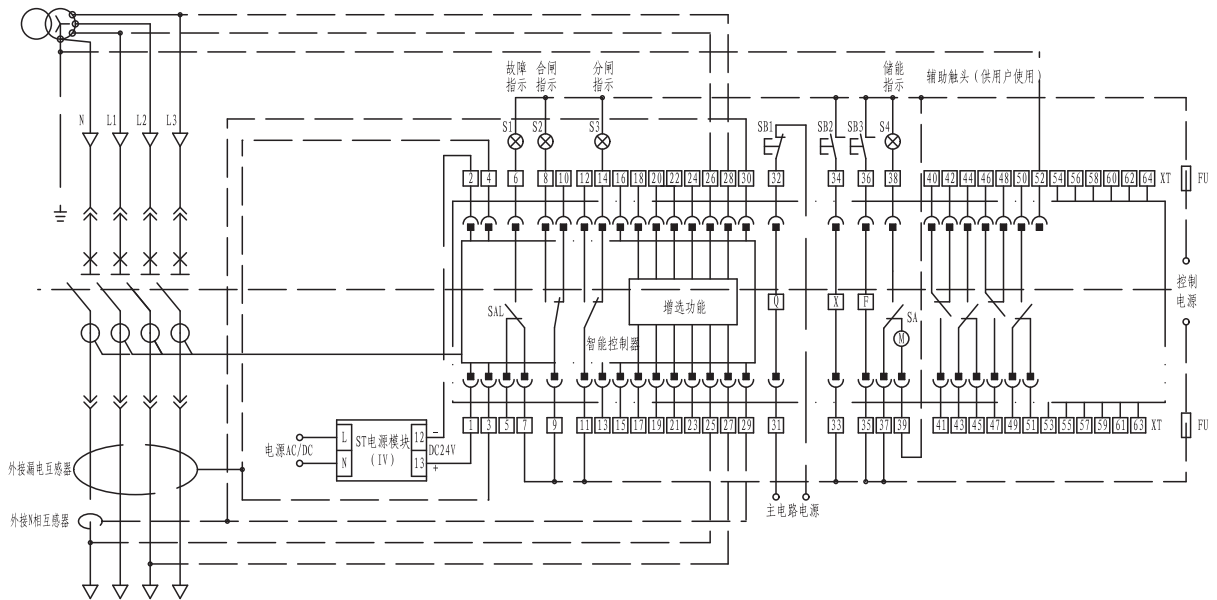 故障 合闸 分闸 储能
指示 指示 指示 指示 辅助触头（供用户使用）
N L1 L2 L3 S1 S2 S3 SB1 SB2 SB3 S4
2 4 6 8 10 12 14 16 18 20 22 24 26 28 30 32 34 36 38 40 42 44 46 48 50 52 54 56 58 60 62 64 XT FU
控制
电源
增选功能 Q X F
SAL SA
智能控制器 M
1 3 5 7 9 11 13 15 17 19 21 23 25 27 29 31 33 35 37 39 41 43 45 47 49 51 53 55 57 59 61 63 XT FU
电源AC/DC L N ST电源模块
(IV) 12 13 − DC24V +
外接漏电互感器
外接N相互感器
主电路电源